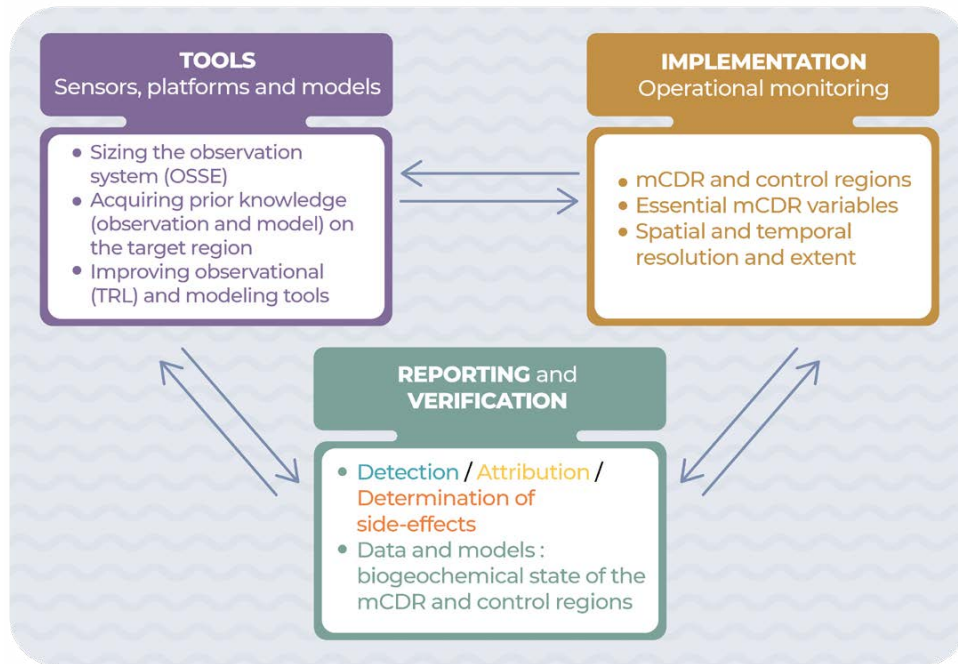 TOOLS
Sensors, platforms and models
• Sizing the observation
system (OSSE)
• Acquiring prior knowledge
(observation and model) on
the target region
• Improving observational
(TRL) and modeling tools
IMPLEMENTATION
Operational monitoring
• mCDR and control regions
• Essential mCDR variables
• Spatial and temporal
resolution and extent
REPORTING and
VERIFICATION
• Detection / Attribution /
Determination of
side-effects
• Data and models :
biogeochemical state of the
mCDR and control regions